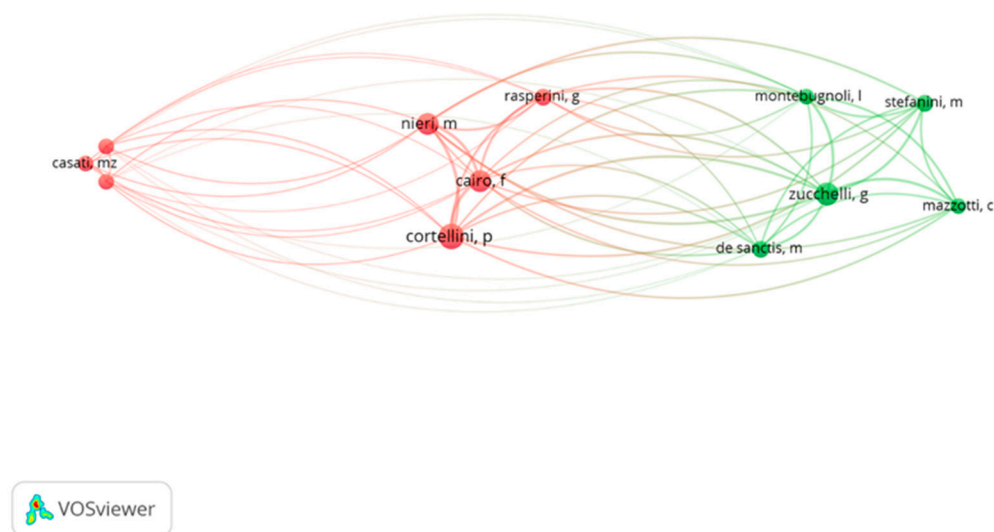 rasperini, g
montebugnoli, l
stefanini, m
nieri, m
casati, mz
cairo, f
zucchelli, g
mazzotti, c
cortellini, p
de sanctis, m
VOSviewer